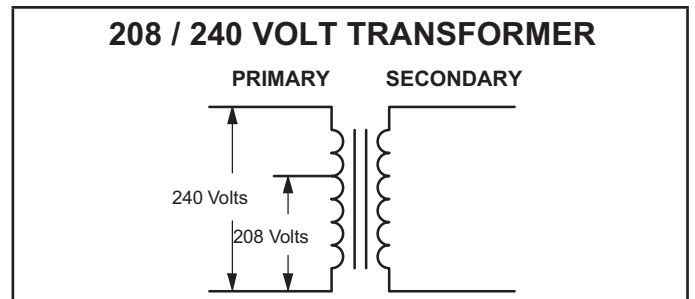 208 / 240 VOLT TRANSFORMER
PRIMARY SECONDARY
240 Volts
208 Volts